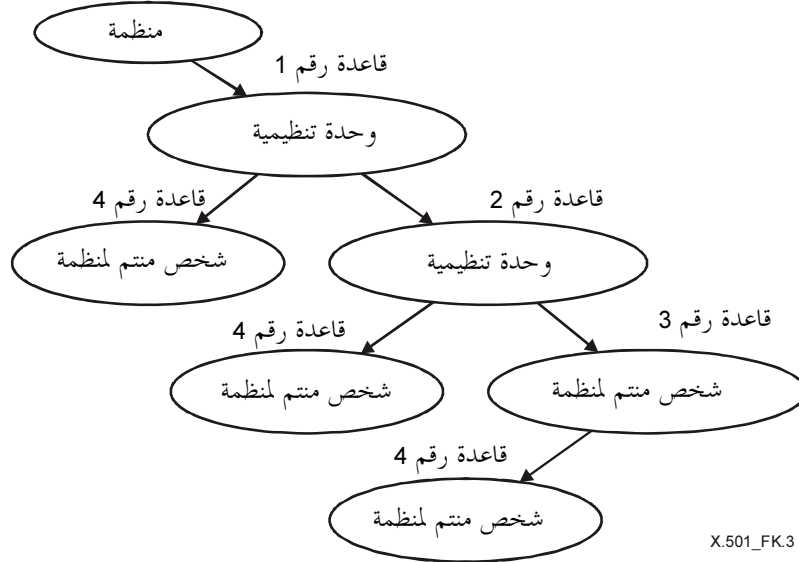 منظمة
قاعدة رقم 1
وحدة تنظيمية
قاعدة رقم 2
قاعدة رقم 4
وحدة تنظيمية
شخص منتم لمنظمة
قاعدة رقم 3
قاعدة رقم 4
شخص منتم لمنظمة
شخص منتم لمنظمة
قاعدة رقم 4
شخص منتم لمنظمة
X.501_FK.3